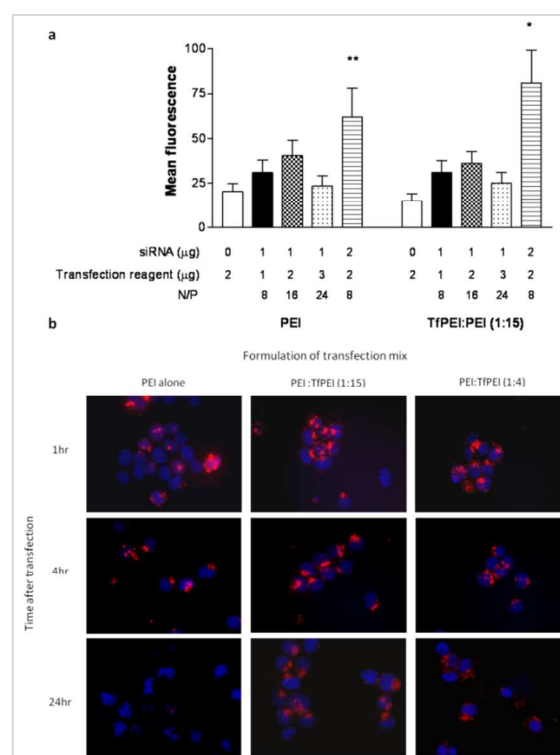 a
** *
100
75
50
25
0
Mean fluorescence
siRNA (µg) 0 1 1 1 2 0 1 1 1 2
Transfection reagent (µg) 2 1 2 3 2 2 1 2 3 2
N/P 8 16 24 8 8 16 24 8
PEI TfPEI:PEI (1:15)
b
Formulation of transfection mix
PEI alone PEI :TfPEI (1:15) PEI:TfPEI (1:4)
1hr
4hr
24hr
Time after transfection